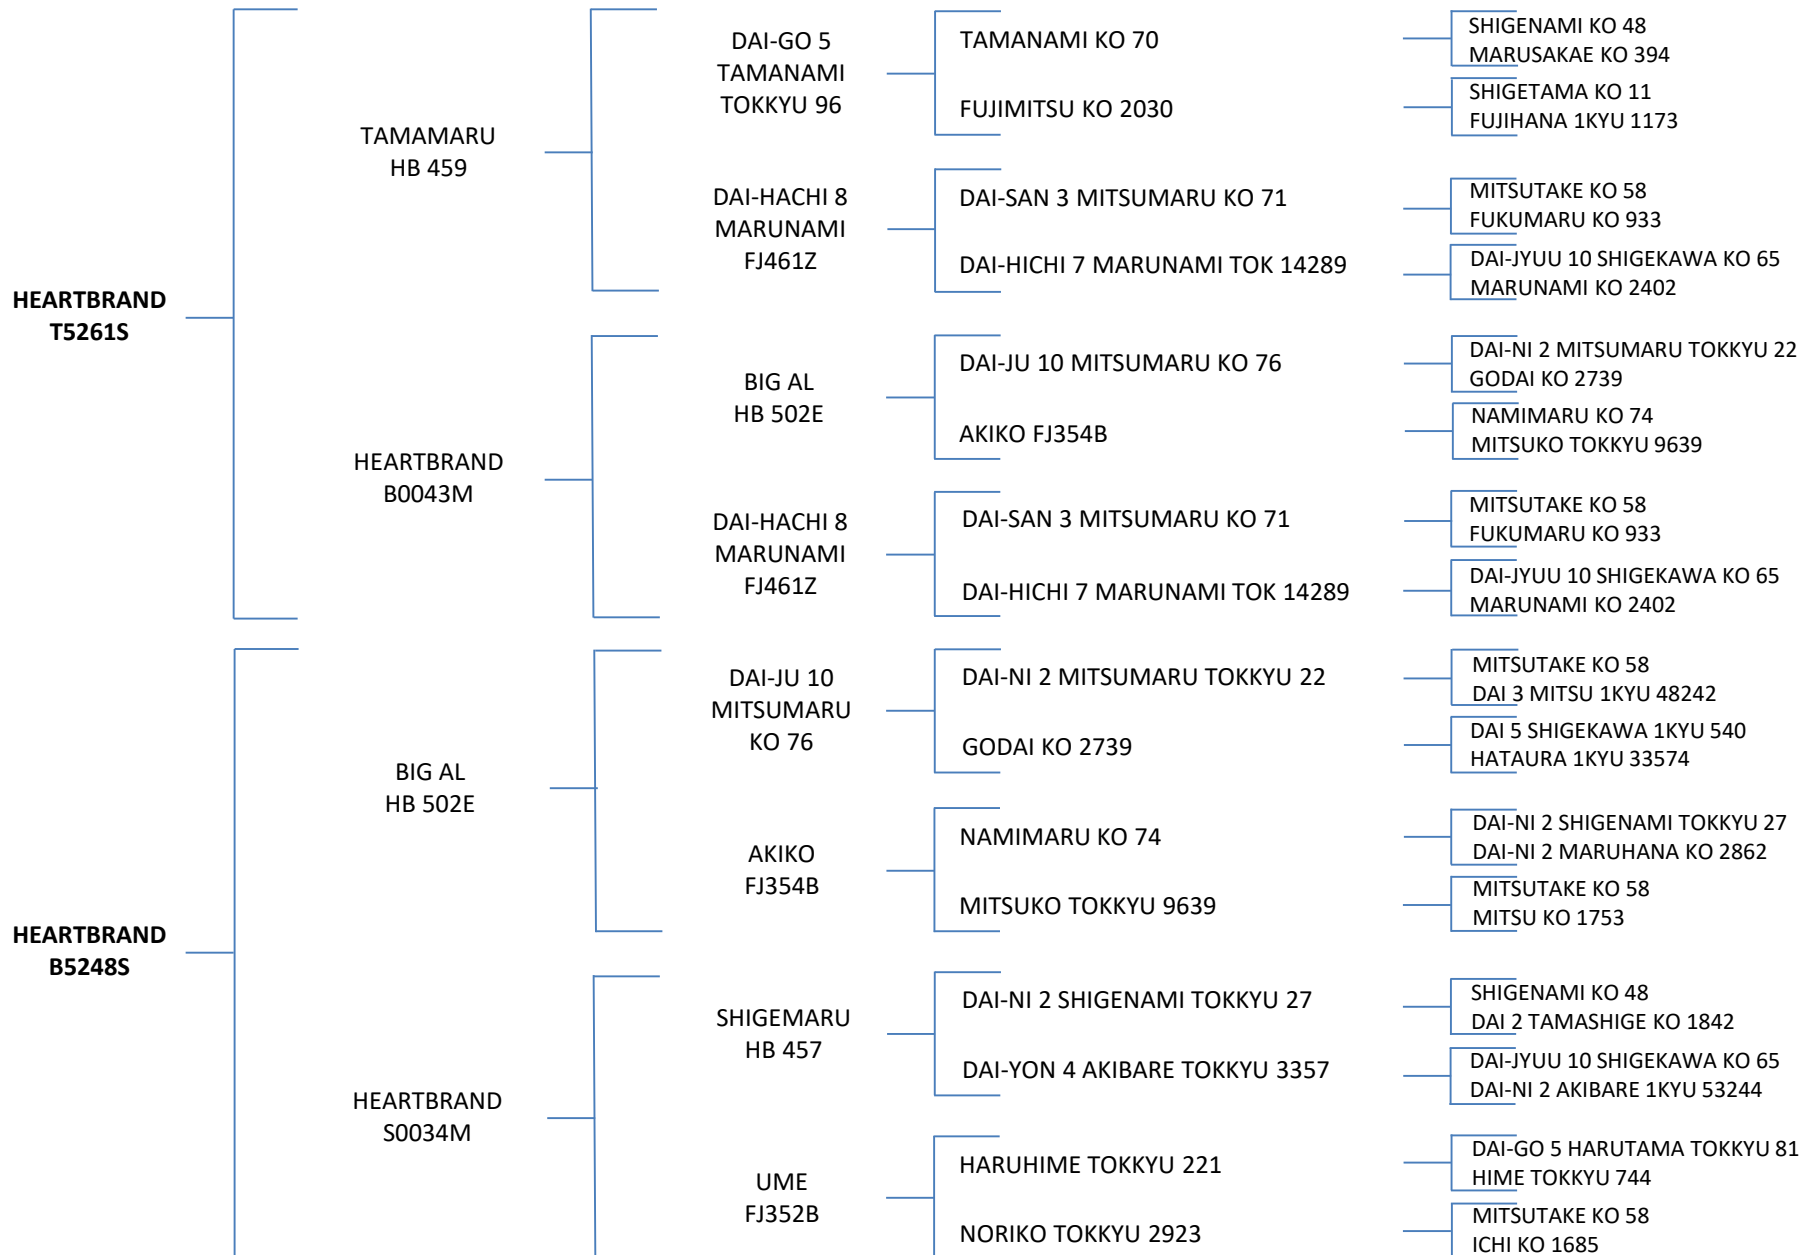 HEARTBRAND
T5261S
TAMAMARU
HB 459
DAI-GO 5
TAMANAMI
TOKKYU 96
TAMANAMI KO 70
SHIGENAMI KO 48
MARUSAKAE KO 394
FUJIMITSU KO 2030
SHIGETAMA KO 11
FUJIHANA 1KYU 1173
DAI-HACHI 8
MARUNAMI
FJ461Z
DAI-SAN 3 MITSUMARU KO 71
MITSUTAKE KO 58
FUKUMARU KO 933
DAI-HICHI 7 MARUNAMI TOK 14289
DAI-JYUU 10 SHIGEKAWA KO 65
MARUNAMI KO 2402
HEARTBRAND
B0043M
BIG AL
HB 502E
DAI-JU 10 MITSUMARU KO 76
DAI-NI 2 MITSUMARU TOKKYU 22
GODAI KO 2739
AKIKO FJ354B
NAMIMARU KO 74
MITSUKO TOKKYU 9639
DAI-HACHI 8
MARUNAMI
FJ461Z
DAI-SAN 3 MITSUMARU KO 71
MITSUTAKE KO 58
FUKUMARU KO 933
DAI-HICHI 7 MARUNAMI TOK 14289
DAI-JYUU 10 SHIGEKAWA KO 65
MARUNAMI KO 2402
HEARTBRAND
B5248S
BIG AL
HB 502E
DAI-JU 10
MITSUMARU
KO 76
DAI-NI 2 MITSUMARU TOKKYU 22
MITSUTAKE KO 58
DAI 3 MITSU 1KYU 48242
GODAI KO 2739
DAI 5 SHIGEKAWA 1KYU 540
HATAURA 1KYU 33574
AKIKO
FJ354B
NAMIMARU KO 74
DAI-NI 2 SHIGENAMI TOKKYU 27
DAI-NI 2 MARUHANA KO 2862
MITSUKO TOKKYU 9639
MITSUTAKE KO 58
MITSU KO 1753
HEARTBRAND
S0034M
SHIGEMARU
HB 457
DAI-NI 2 SHIGENAMI TOKKYU 27
SHIGENAMI KO 48
DAI 2 TAMASHIGE KO 1842
DAI-YON 4 AKIBARE TOKKYU 3357
DAI-JYUU 10 SHIGEKAWA KO 65
DAI-NI 2 AKIBARE 1KYU 53244
UME
FJ352B
HARUHIME TOKKYU 221
DAI-GO 5 HARUTAMA TOKKYU 81
HIME TOKKYU 744
NORIKO TOKKYU 2923
MITSUTAKE KO 58
ICHI KO 1685